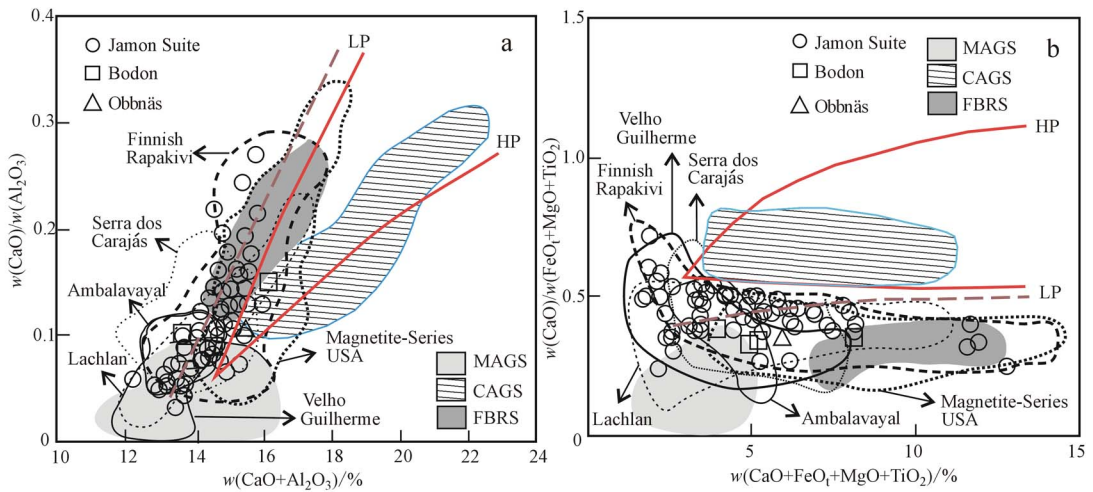 a
Jamon Suite
Bodon
Obbnäs
LP
HP
Finnish
Rapakivi
Serra dos
Carajás
Ambalavayal
Lachlan
Velho
Guilherme
Magnetite-Series
USA
MAGS
CAGS
FBRS
0.4
0.3
0.2
0.1
0
10
12
14
16
18
20
22
24
w(CaO)/w(Al₂O₃)
w(CaO+Al₂O₃)/%
b
Jamon Suite
Bodon
Obbnäs
MAGS
CAGS
FBRS
HP
LP
Velho
Guilherme
Finnish
Rapakivi
Serra dos
Carajás
Lachlan
Ambalavayal
Magnetite-Series
USA
1.5
1.0
0.5
0
5
10
15
w(CaO)/w(FeOₜ+MgO+TiO₂)
w(CaO+FeOₜ+MgO+TiO₂)/%